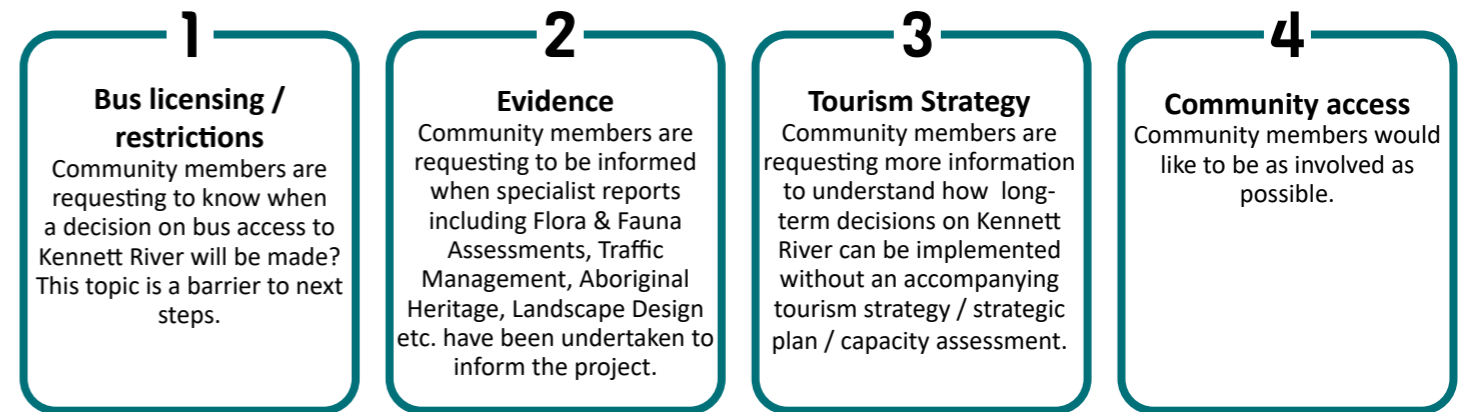 1
Bus licensing /
restrictions
Community members are
requesting to know when
a decision on bus access to
Kennett River will be made?
This topic is a barrier to next
steps.
2
Evidence
Community members are
requesting to be informed
when specialist reports
including Flora & Fauna
Assessments, Traffic
Management, Aboriginal
Heritage, Landscape Design
etc. have been undertaken to
inform the project.
3
Tourism Strategy
Community members are
requesting more information
to understand how long-
term decisions on Kennett
River can be implemented
without an accompanying
tourism strategy / strategic
plan / capacity assessment.
4
Community access
Community members would
like to be as involved as
possible.